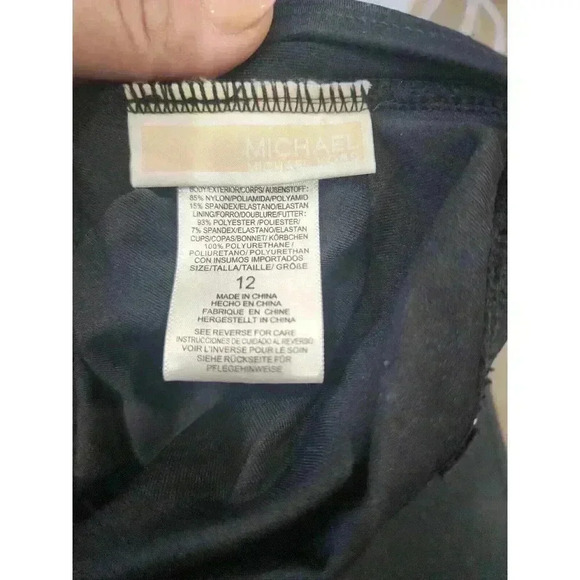 MICHAEL
MICHAEL KORS
BODY/EXTERIOR/CORPS/AUßENSTOFF:
85% NYLON/POLIAMIDA/POLYAMID
15% SPANDEX/ELASTANO/ELASTAN
LINING/FORRO/DOUBLURE/FUTTER:
93% POLYESTER /POLIESTER/
7% SPANDEX/ELASTANO/ELASTAN
CUPS/COPAS/BONNET/ KÖRBCHEN
100% POLYURETHANE /
POLIURETANO/ POLYURETHAN
CON INSUMOS IMPORTADOS
SIZE/TALLA/TAILLE/ GRÖßE
12
MADE IN CHINA
HECHO EN CHINA
FABRIQUE EN CHINE
HERGESTELLT IN CHINA
SEE REVERSE FOR CARE
INSTRUCCIONES DE CUIDADO AL REVERSO
VOIR L'INVERSE POUR LE SOIN
SIEHE RÜCKSEITE FÜR
PFLEGEHINWEISE